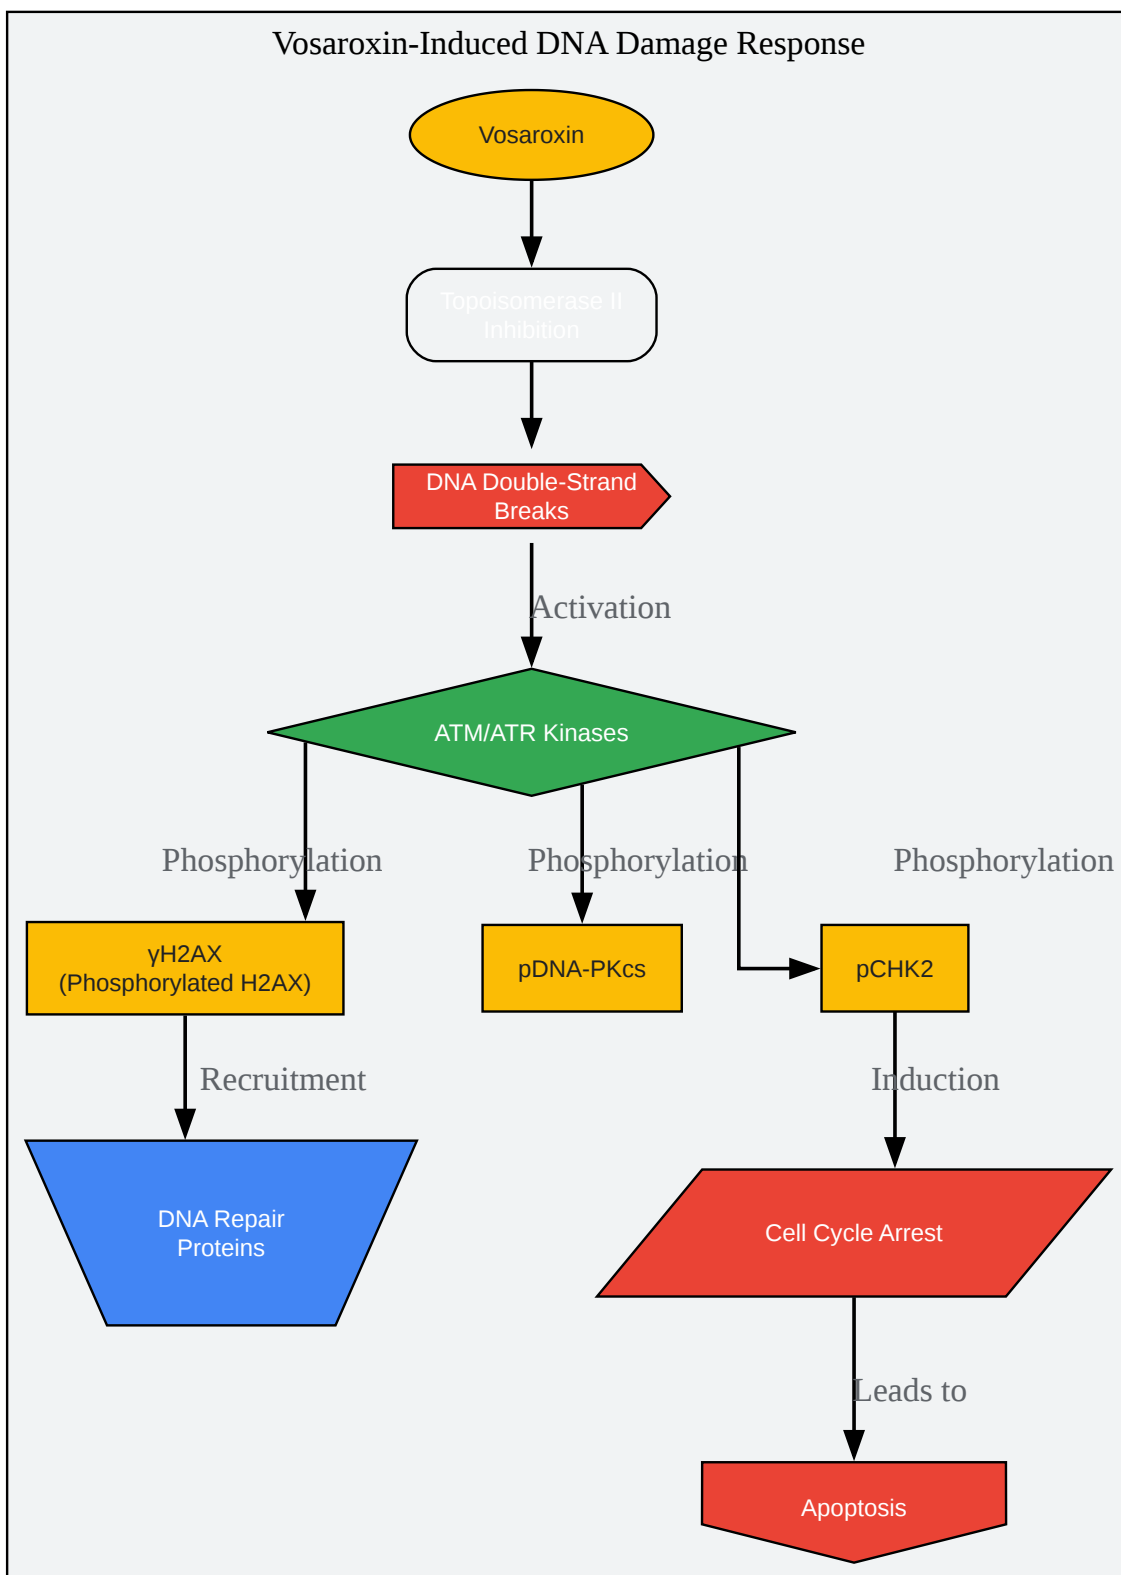 Vosaroxin-Induced DNA Damage Response
Vosaroxin
Topoisomerase II
Inhibition
DNA Double-Strand
Breaks
Activation
ATM/ATR Kinases
Phosphorylation
Phosphorylation
Phosphorylation
γH2AX
(Phosphorylated H2AX)
pDNA-PKcs
pCHK2
Recruitment
Induction
DNA Repair
Proteins
Cell Cycle Arrest
Leads to
Apoptosis